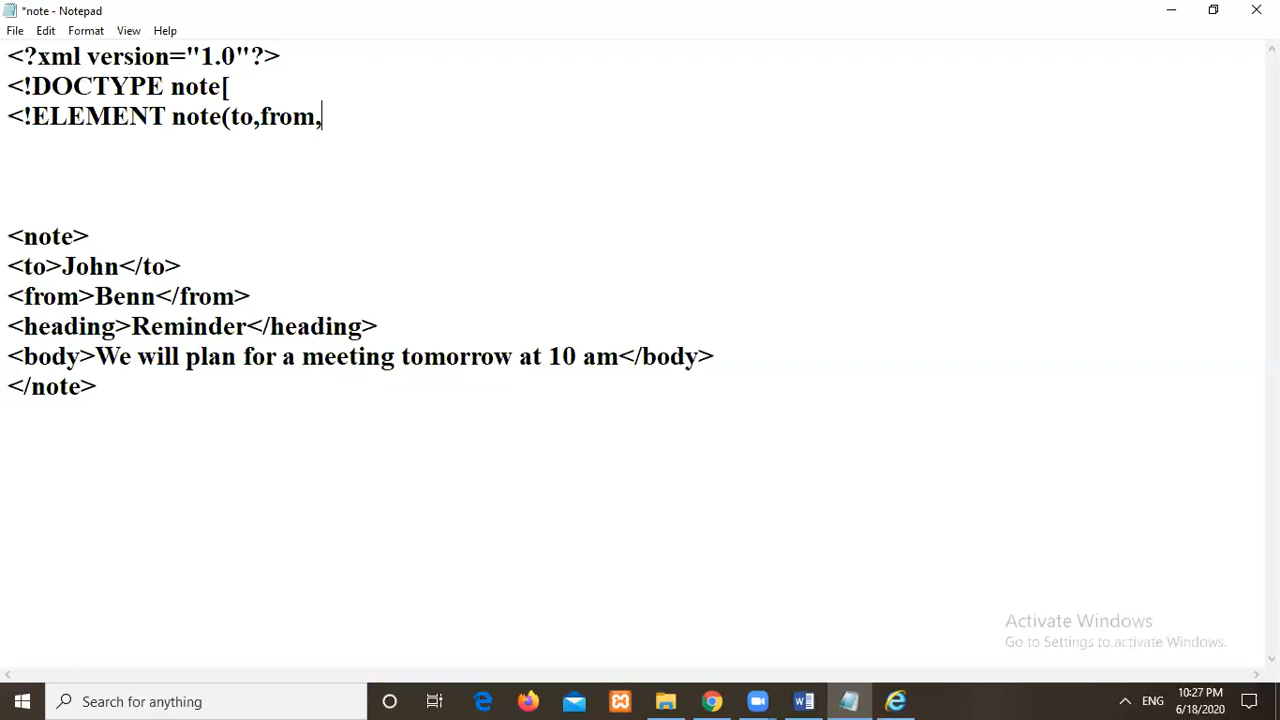 *note - Notepad
File Edit Format View Help
<?xml version="1.0"?>
<!DOCTYPE note[
<!ELEMENT note(to,from,
<note>
<to>John</to>
<from>Benn</from>
<heading>Reminder</heading>
<body>We will plan for a meeting tomorrow at 10 am</body>
</note>
Activate Windows
Go to Settings to activate Windows.
Search for anything
ENG
10:27 PM
6/18/2020